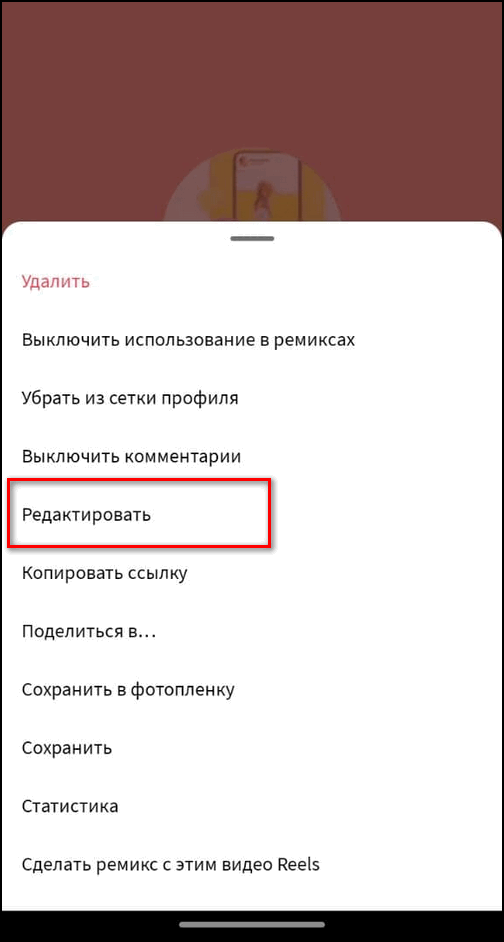 Удалить
Выключить использование в ремиксах
Убрать из сетки профиля
Выключить комментарии
Редактировать
Копировать ссылку
Поделиться в...
Сохранить в фотопленку
Сохранить
Статистика
Сделать ремикс с этим видео Reels